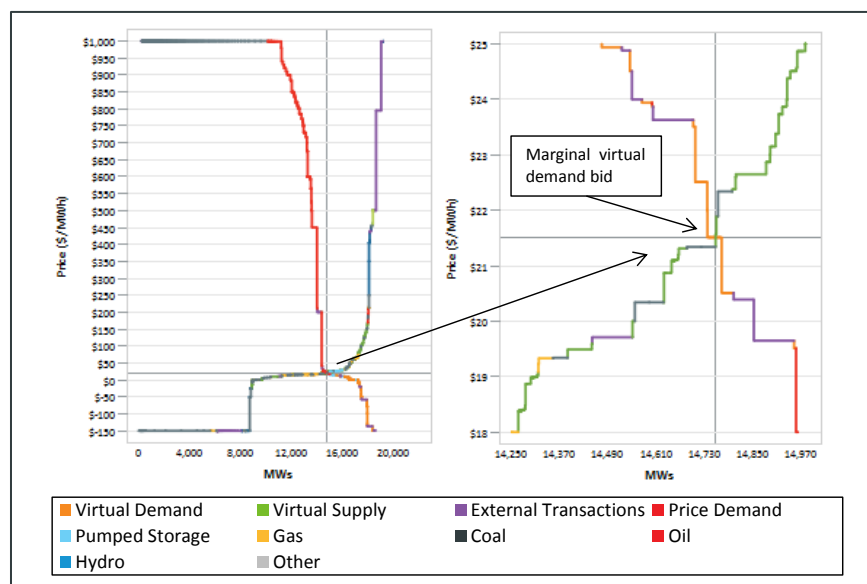 $1,000
$950
$900
$850
$800
$750
$700
$650
$600
$550
$500
$450
$400
$350
$300
$250
$200
$150
$100
$50
$0
$-50
$-100
$-150
Price ($/MWh)
0 4,000 8,000 12,000 16,000 20,000
MWs
$25
$24
$23
$22
$21
$20
$19
$18
Price ($/MWh)
Marginal virtual
demand bid
14,250 14,370 14,490 14,610 14,730 14,850 14,970
MWs
Virtual Demand Virtual Supply External Transactions Price Demand
Pumped Storage Gas Coal Oil
Hydro Other